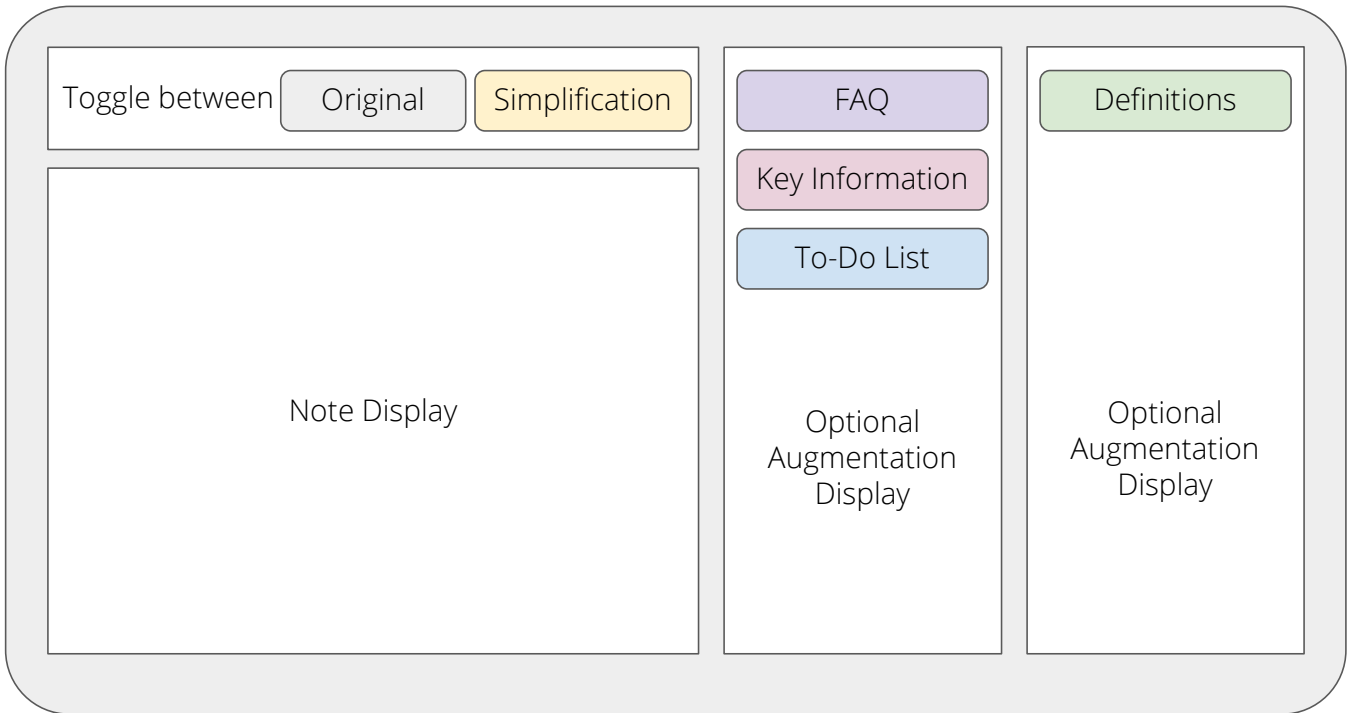 Toggle between Original Simplification
Note Display
FAQ
Key Information
To-Do List
Optional
Augmentation
Display
Definitions
Optional
Augmentation
Display